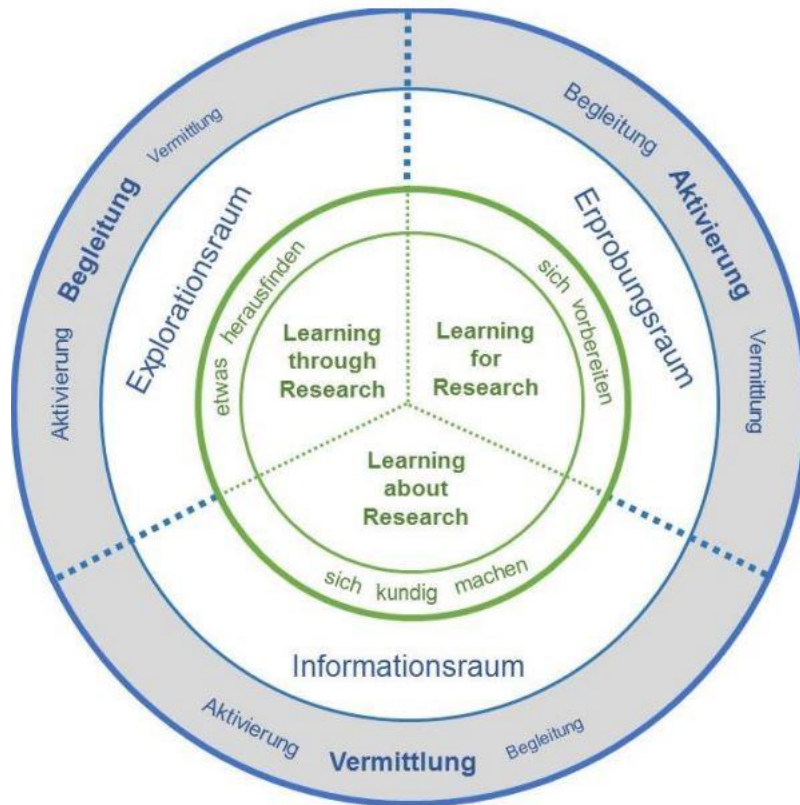 Vermittlung
Begleitung
Aktivierung
Explorationsraum
etwas herausfinden
Learning
through
Research
Begleitung
Aktivierung
Vermittlung
Erprobungsraum
sich vorbereiten
Learning
for
Research
Learning
about
Research
sich kundig machen
Informationsraum
Aktivierung
Vermittlung
Begleitung